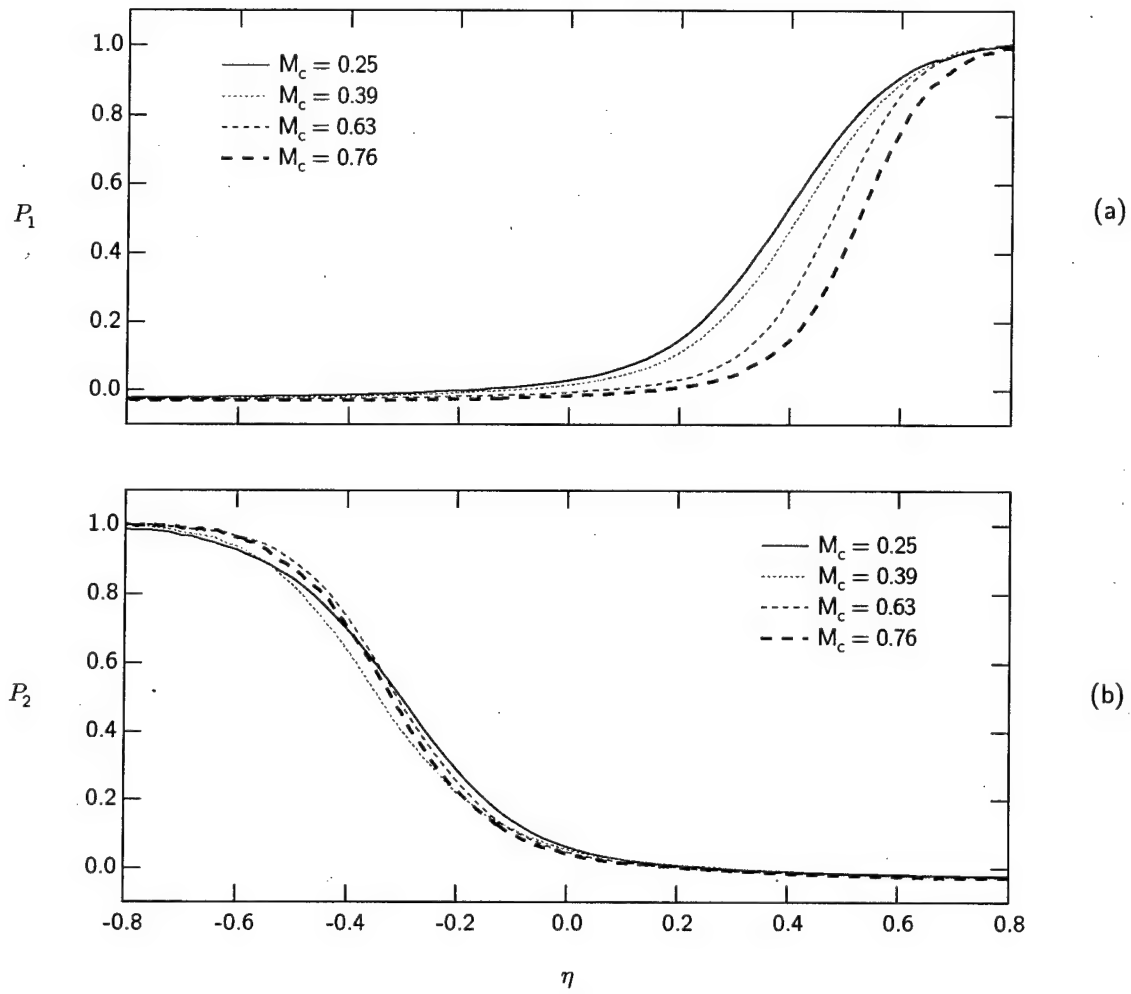 1.0
M_c = 0.25
M_c = 0.39
0.8
M_c = 0.63
M_c = 0.76
0.6
P_1
(a)
0.4
0.2
0.0
1.0
M_c = 0.25
M_c = 0.39
0.8
M_c = 0.63
M_c = 0.76
0.6
P_2
(b)
0.4
0.2
0.0
-0.8 -0.6 -0.4 -0.2 0.0 0.2 0.4 0.6 0.8
η